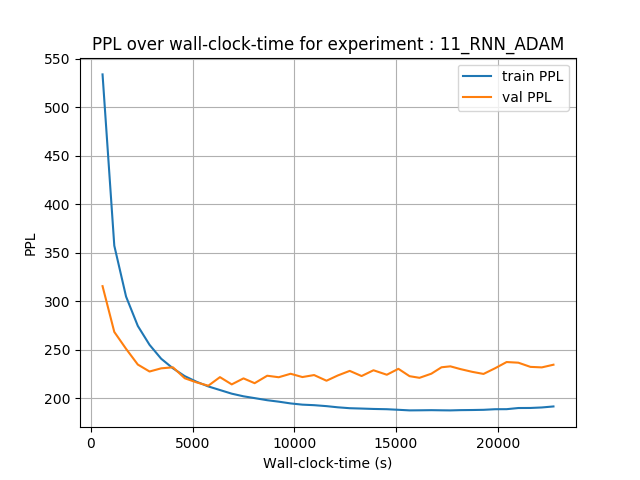 PPL over wall-clock-time for experiment : 11_RNN_ADAM
train PPL
val PPL
PPL
550
500
450
400
350
300
250
200
0
5000
10000
15000
20000
Wall-clock-time (s)